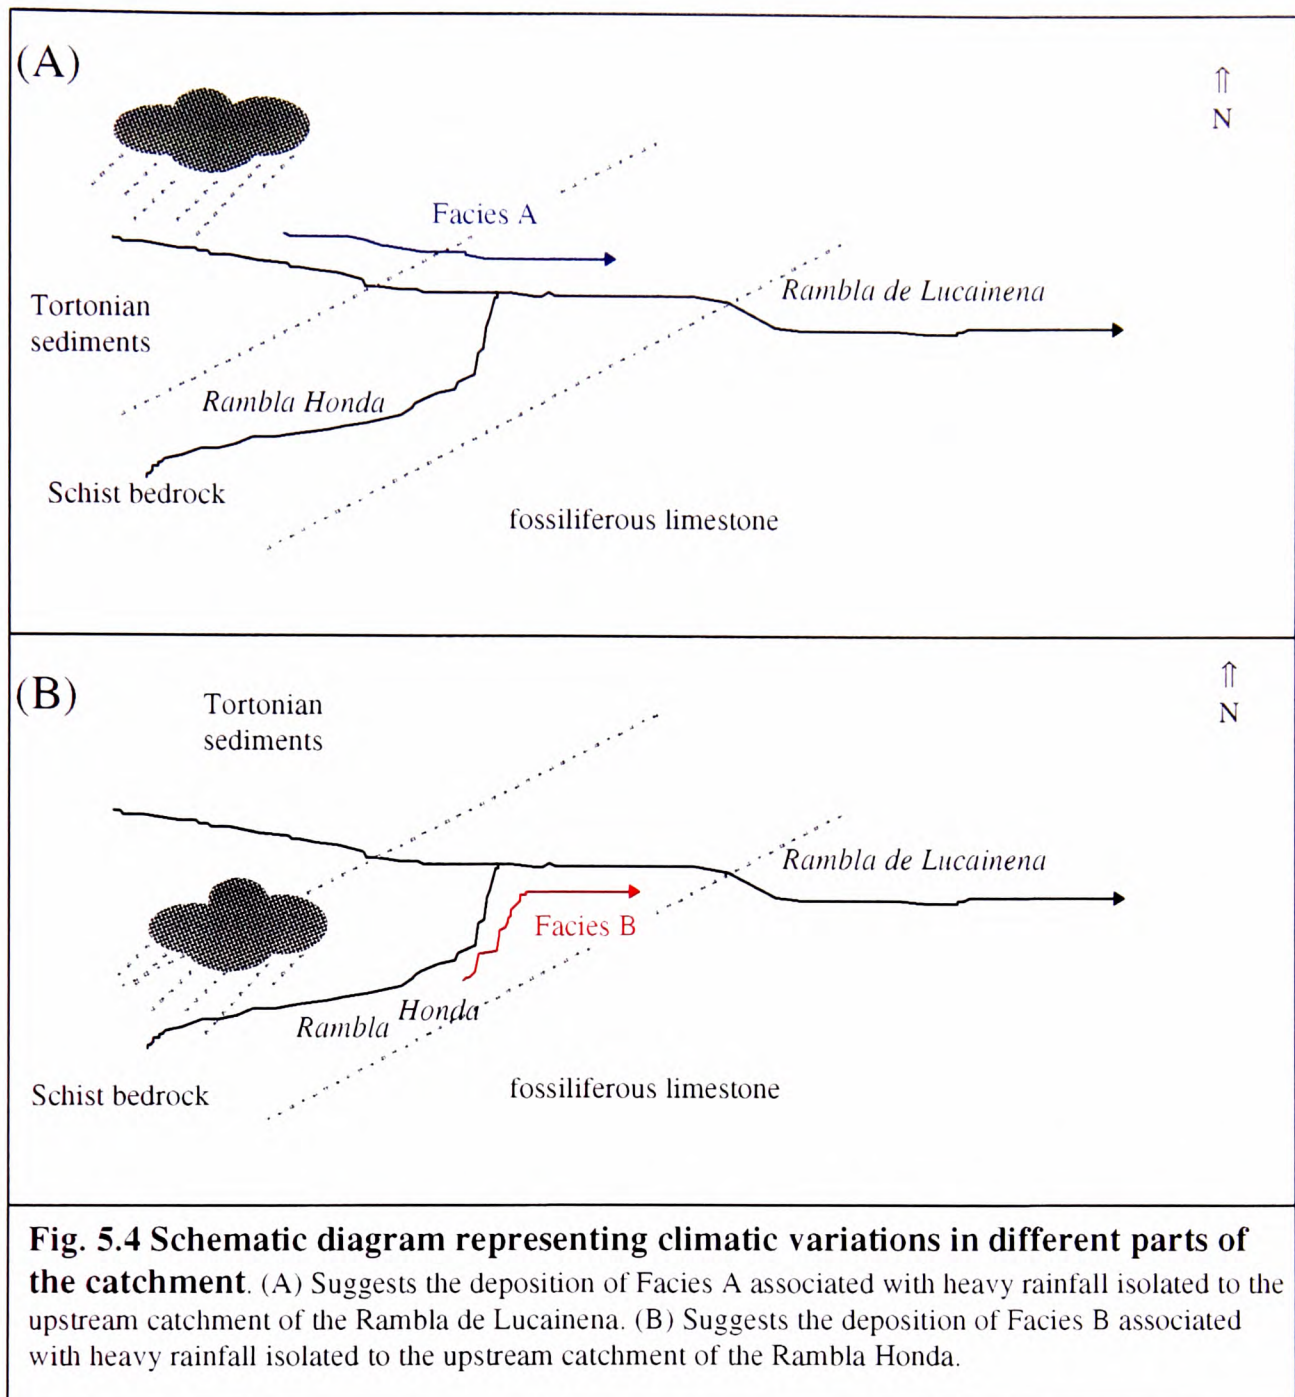 (A)
⇑
N
Facies A
Rambla de Lucainena
Tortonian
sediments
Rambla Honda
Schist bedrock
fossiliferous limestone
(B)
⇑
N
Tortonian
sediments
Rambla de Lucainena
Facies B
Rambla Honda
Schist bedrock
fossiliferous limestone
Fig. 5.4 Schematic diagram representing climatic variations in different parts of
the catchment. (A) Suggests the deposition of Facies A associated with heavy rainfall isolated to the
upstream catchment of the Rambla de Lucainena. (B) Suggests the deposition of Facies B associated
with heavy rainfall isolated to the upstream catchment of the Rambla Honda.